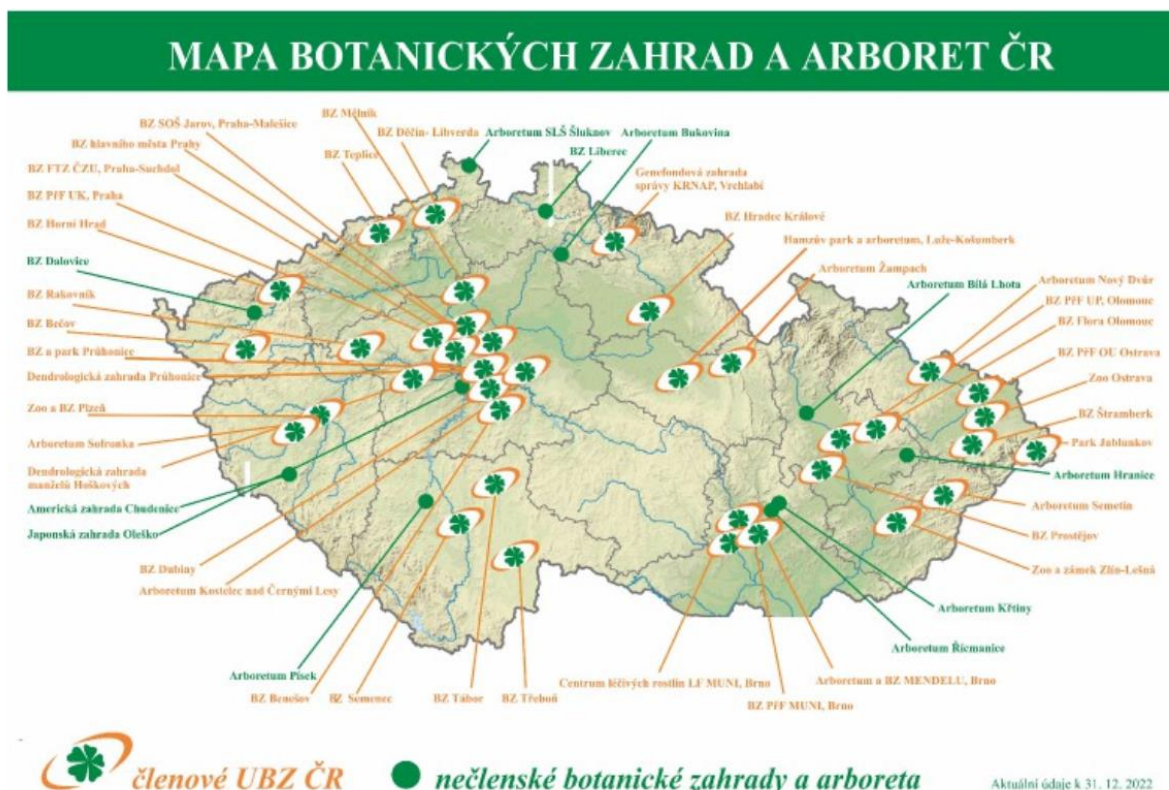 MAPA BOTANICKÝCH ZAHRAD A ARBORET ČR
BZ SOŠ Jarov, Praha-Malešice
BZ hlavního města Prahy
BZ FTZ ČZU, Praha-Suchdol
BZ PřF UK, Praha
BZ Horní Hrad
BZ Dalovice
BZ Rakovník
BZ Bečov
BZ a park Průhonice
Dendrologická zahrada Průhonice
Zoo a BZ Plzeň
Arboretum Sofronka
Dendrologická zahrada
manželů Hoškových
Americká zahrada Chudenice
Japonská zahrada Oleško
BZ Mělník
BZ Děčín- Libverda
BZ Teplice
Arboretum SLŠ Šluknov
Arboretum Bukovina
BZ Liberec
Genefondová zahrada
správy KRNAP, Vrchlabí
BZ Hradec Králové
Hamzův park a arboretum, Luže-Košumberk
Arboretum Žampach
Arboretum Bílá Lhota
Arboretum Nový Dvůr
BZ PřF UP, Olomouc
BZ Flora Olomouc
BZ PřF OU Ostrava
Zoo Ostrava
BZ Štramberk
Park Jablunkov
Arboretum Hranice
Arboretum Semetín
BZ Prostějov
Zoo a zámek Zlín-Lešná
Arboretum Křtiny
Arboretum Řícmanice
BZ Dubiny
Arboretum Kostelec nad Černými Lesy
Arboretum Písek
BZ Benešov
BZ Semenec
BZ Tábor
BZ Třeboň
Centrum léčivých rostlin LF MUNI, Brno
Arboretum a BZ MENDELU, Brno
BZ PřF MUNI, Brno
členové UBZ ČR
nečlenské botanické zahrady a arboreta
Aktuální údaje k 31. 12. 2022